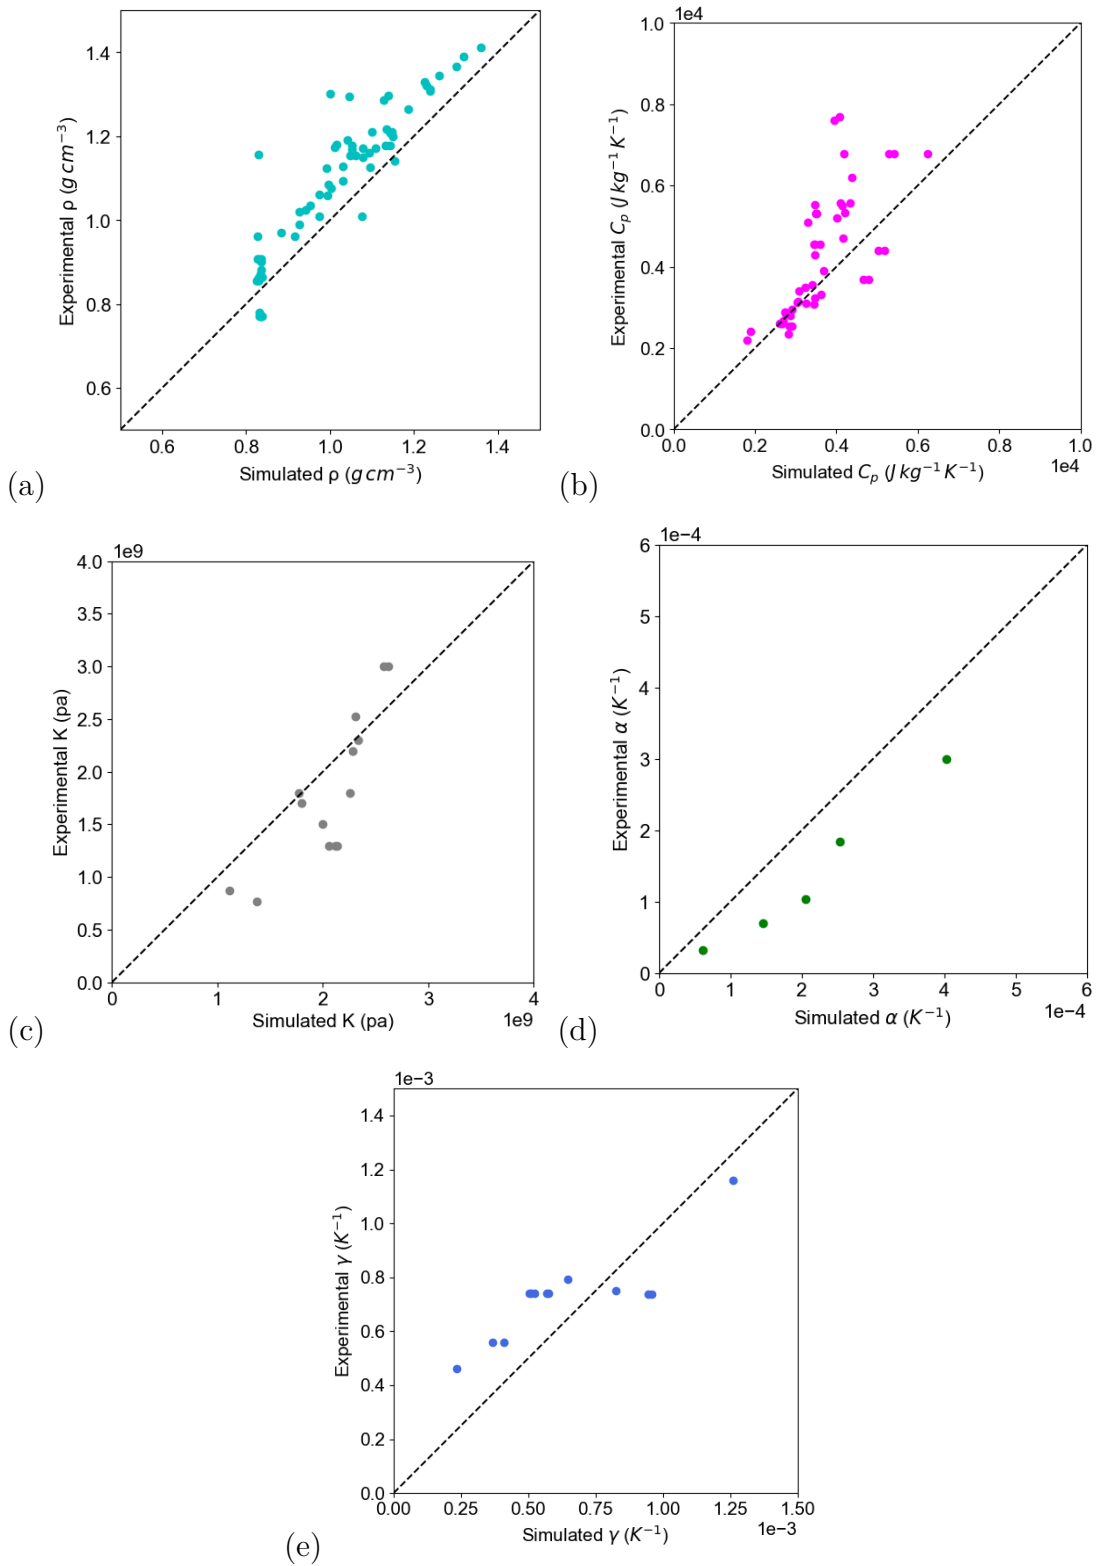 1.4
1.2
1.0
0.8
0.6
Experimental ρ (g cm⁻³)
0.6 0.8 1.0 1.2 1.4
Simulated ρ (g cm⁻³)
(a)
1e4
1.0
0.8
0.6
0.4
0.2
0.0
Experimental Cₚ (J kg⁻¹ K⁻¹)
0.0 0.2 0.4 0.6 0.8 1.0
1e4
Simulated Cₚ (J kg⁻¹ K⁻¹)
(b)
1e9
4.0
3.5
3.0
2.5
2.0
1.5
1.0
0.5
0.0
Experimental K (pa)
0 1 2 3 4
1e9
Simulated K (pa)
(c)
1e−4
6
5
4
3
2
1
0
Experimental α (K⁻¹)
0 1 2 3 4 5 6
1e−4
Simulated α (K⁻¹)
(d)
1e−3
1.4
1.2
1.0
0.8
0.6
0.4
0.2
0.0
Experimental γ (K⁻¹)
0.00 0.25 0.50 0.75 1.00 1.25 1.50
1e−3
Simulated γ (K⁻¹)
(e)